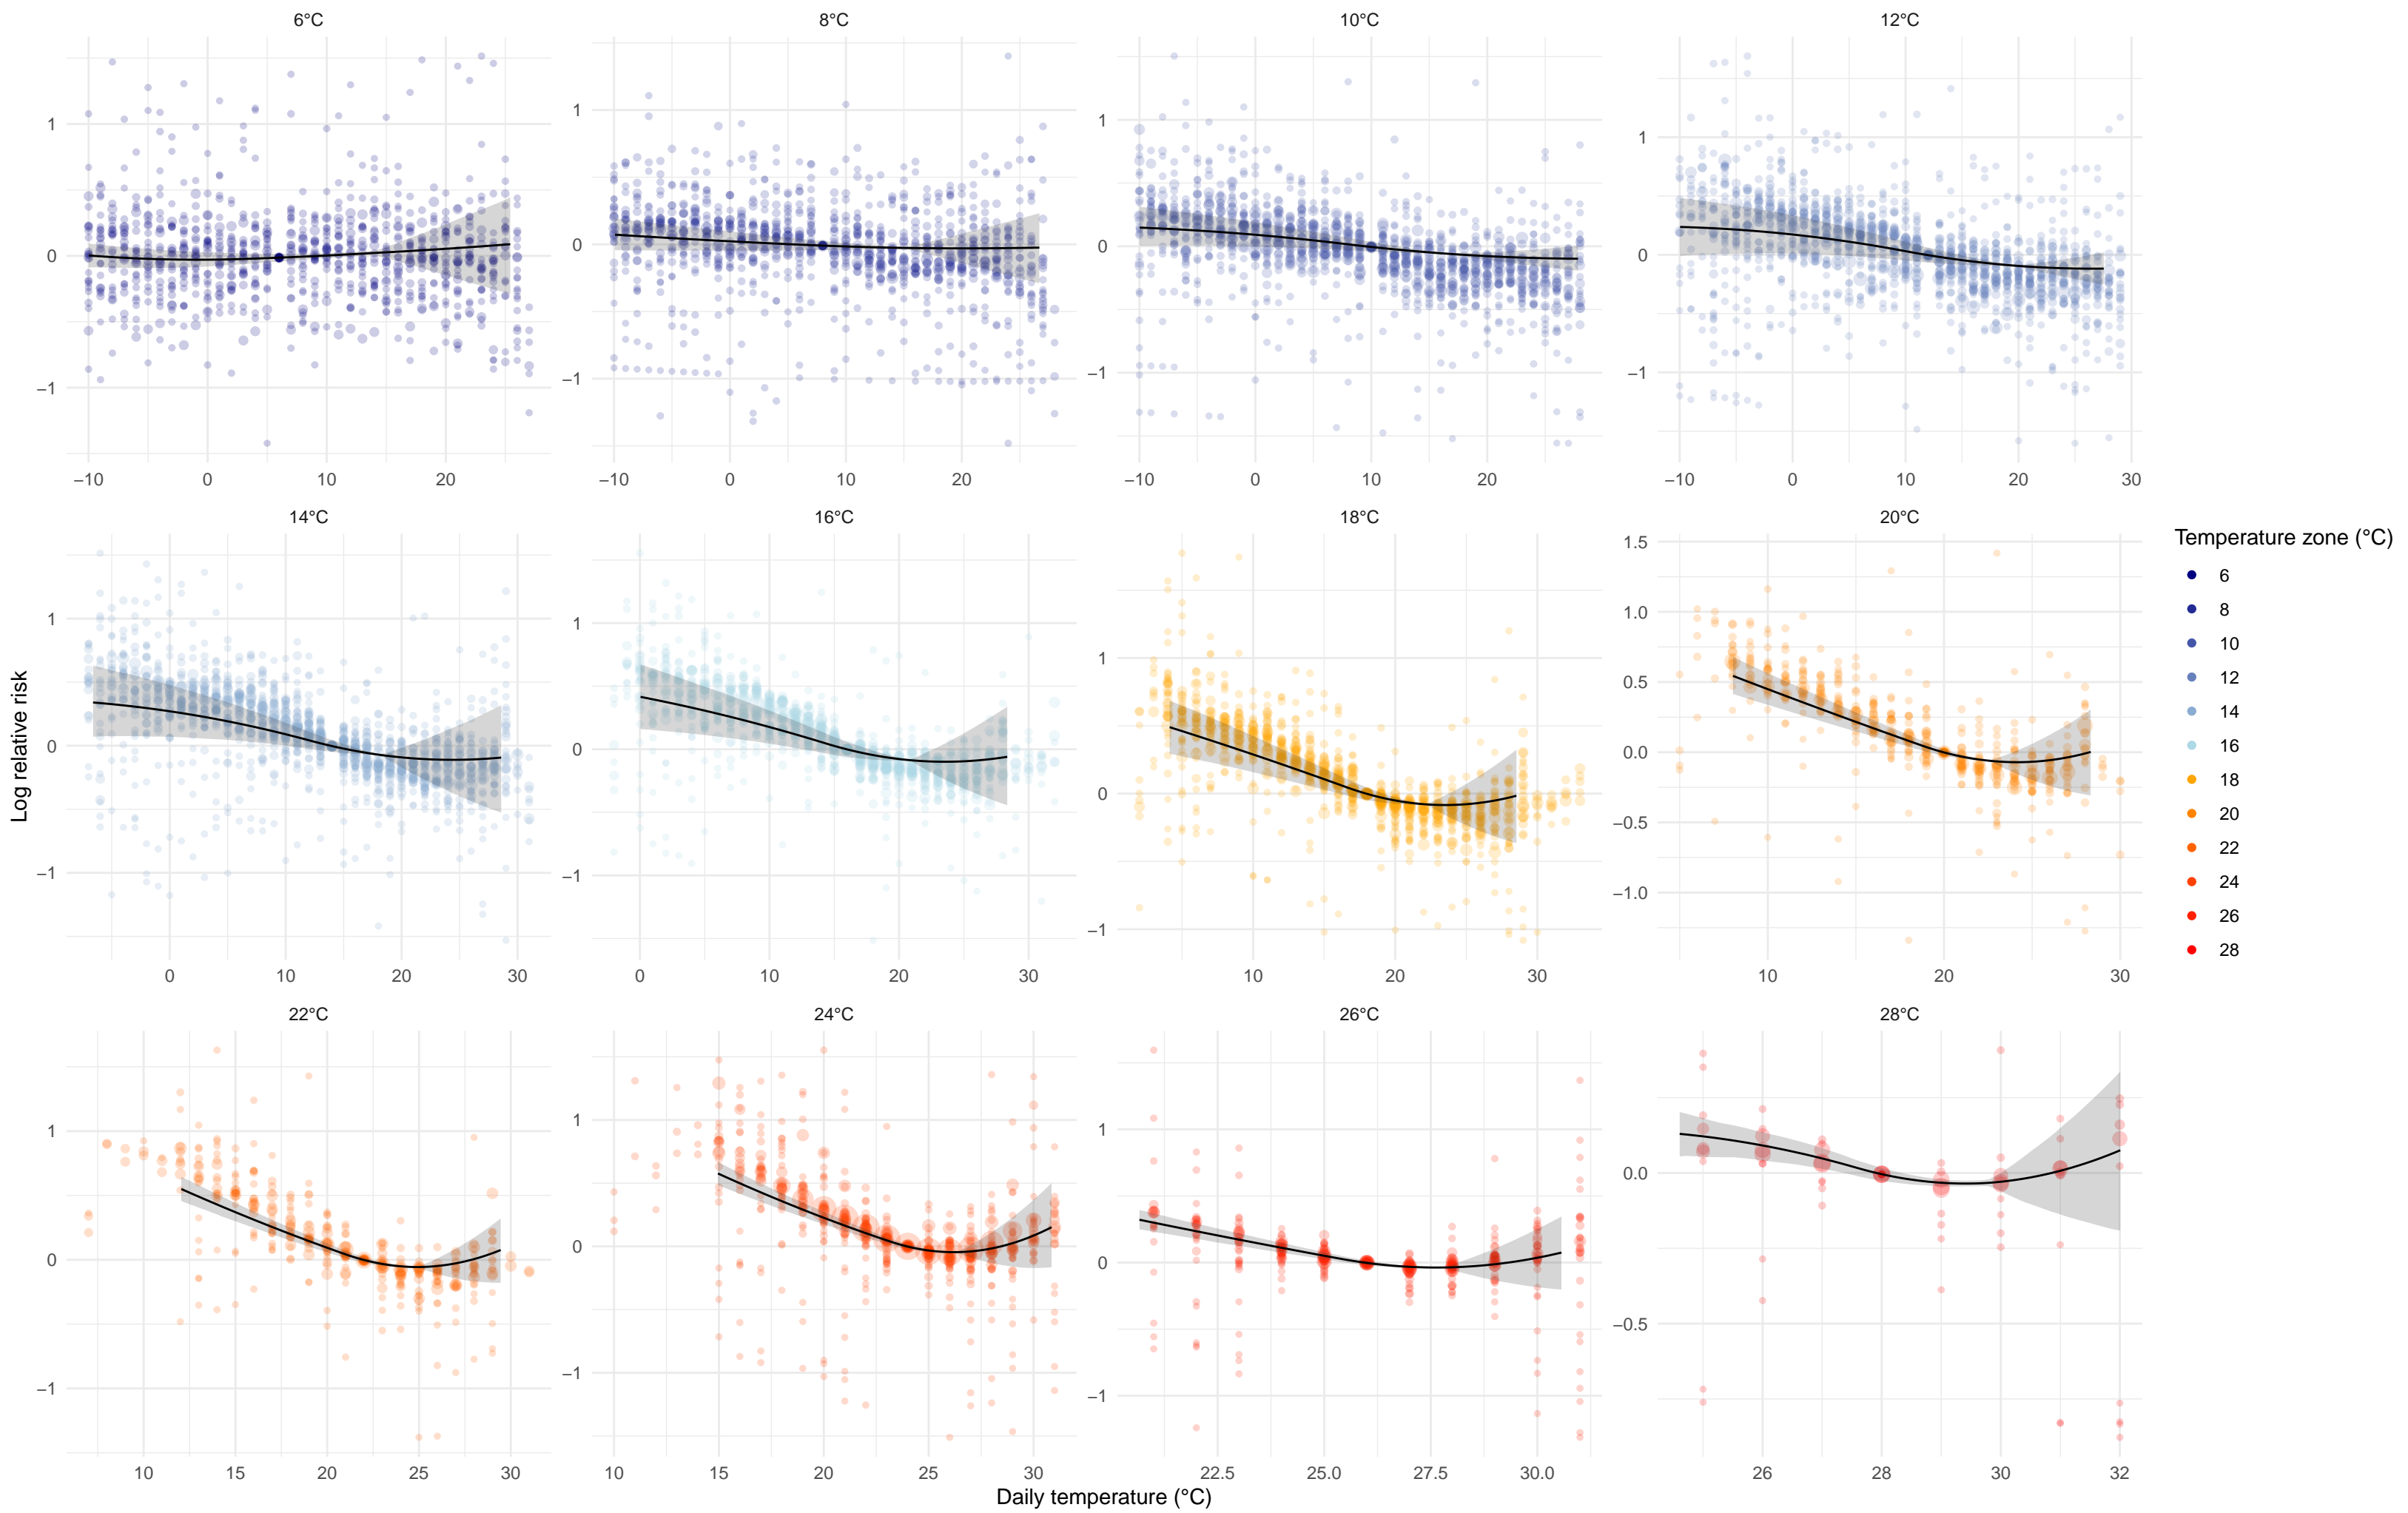 6°C 8°C 10°C 12°C
1 1 1 1
0 0 0 0
−1 −1 −1 −1
−10 0 10 20 −10 0 10 20 −10 0 10 20 −10 0 10 20 30
14°C 16°C 18°C 20°C
Log relative risk
1 1 1 1.5
1.0
0.5
0 0 0 0.0
−0.5
−1 −1 −1 −1.0
0 10 20 30 0 10 20 30 10 20 30 10 20 30
Temperature zone (°C)
6
8
10
12
14
16
18
20
22
24
26
28
22°C 24°C 26°C 28°C
1 1 1
0 0 0 0.0
−0.5
−1 −1 −1
10 15 20 25 30 10 15 20 25 30 22.5 25.0 27.5 30.0 26 28 30 32
Daily temperature (°C)